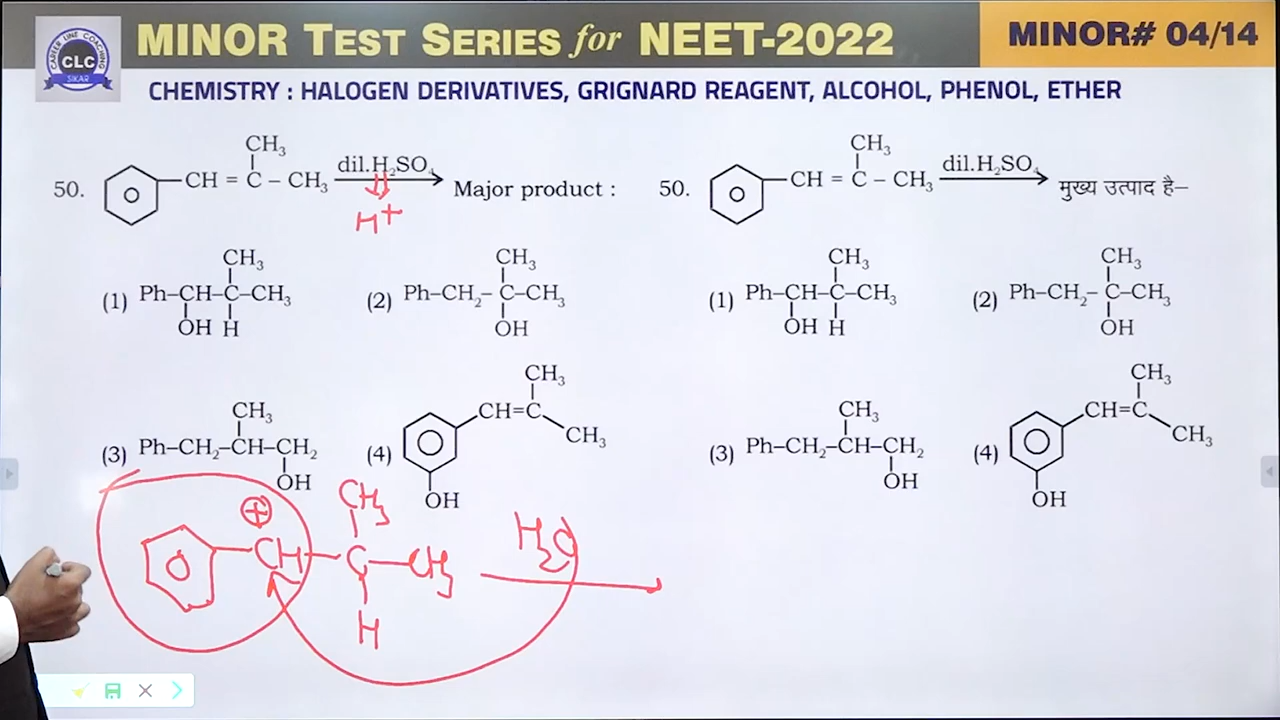 CAREER LINE COACHING
CLC
SIKAR
MINOR TEST SERIES for NEET-2022
MINOR# 04/14
CHEMISTRY : HALOGEN DERIVATIVES, GRIGNARD REAGENT, ALCOHOL, PHENOL, ETHER
CH₃
50. CH = C – CH₃ dil.H₂SO₄ Major product :
H⁺
(1) Ph–CH–C–CH₃
CH₃
OH H
(2) Ph–CH₂–C–CH₃
CH₃
OH
(3) Ph–CH₂–CH–CH₂
CH₃
OH
(4) CH=C
CH₃
CH₃
OH
CH₃
50. CH = C – CH₃ dil.H₂SO₄ मुख्य उत्पाद है–
(1) Ph–CH–C–CH₃
CH₃
OH H
(2) Ph–CH₂–C–CH₃
CH₃
OH
(3) Ph–CH₂–CH–CH₂
CH₃
OH
(4) CH=C
CH₃
CH₃
OH
⊕ CH₃
CH – C – CH₃ H₂O
H